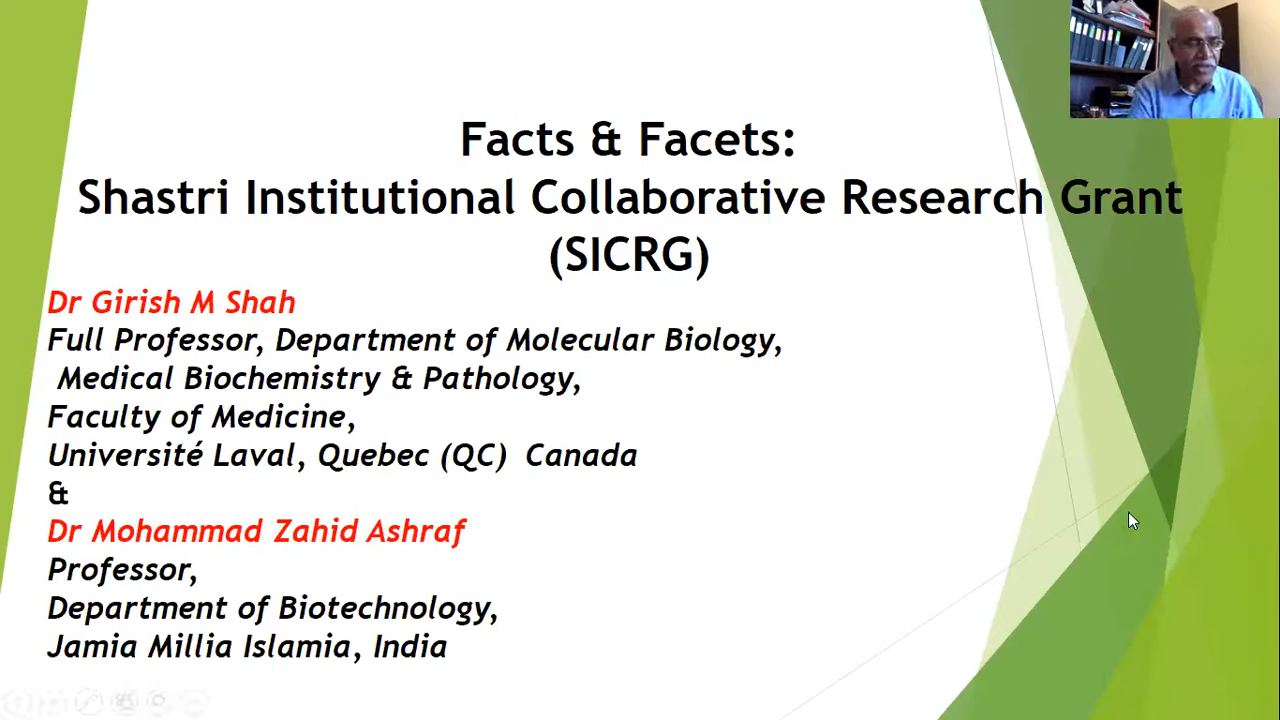 Facts & Facets:
Shastri Institutional Collaborative Research Grant
(SICRG)
Dr Girish M Shah
Full Professor, Department of Molecular Biology,
Medical Biochemistry & Pathology,
Faculty of Medicine,
Université Laval, Quebec (QC) Canada
&
Dr Mohammad Zahid Ashraf
Professor,
Department of Biotechnology,
Jamia Millia Islamia, India